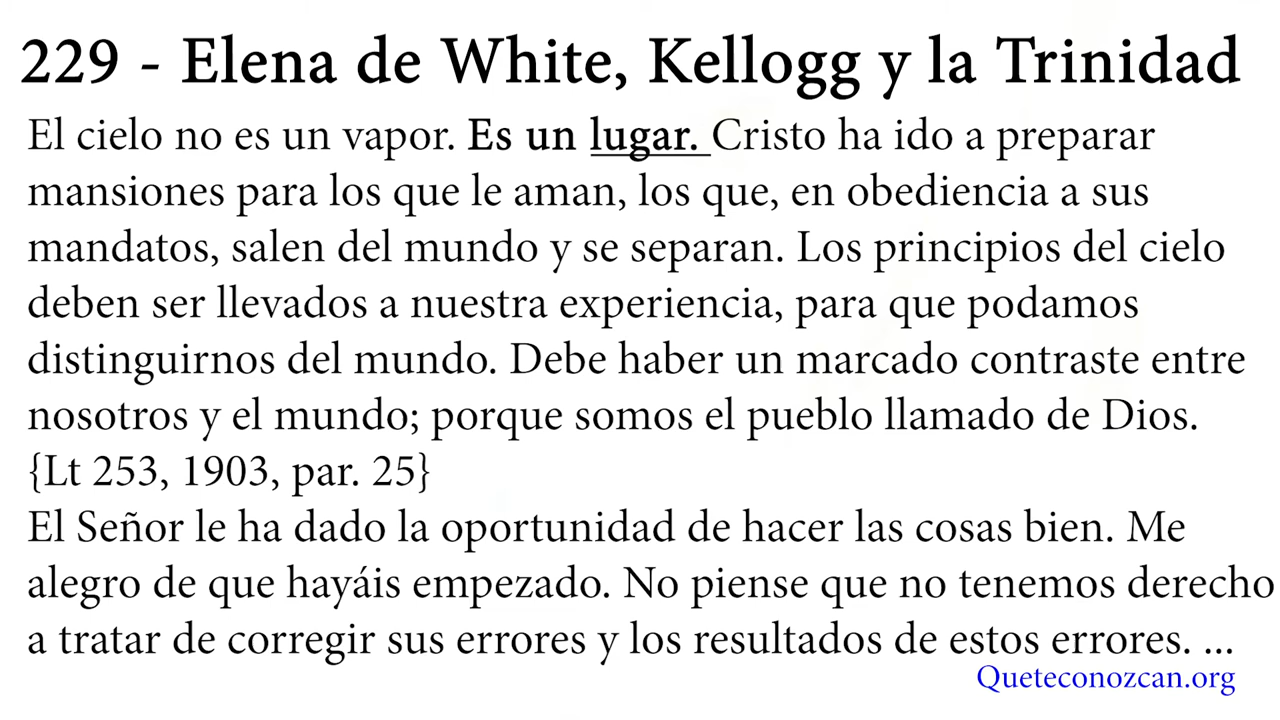 229 - Elena de White, Kellogg y la Trinidad
El cielo no es un vapor. Es un lugar. Cristo ha ido a preparar
mansiones para los que le aman, los que, en obediencia a sus
mandatos, salen del mundo y se separan. Los principios del cielo
deben ser llevados a nuestra experiencia, para que podamos
distinguirnos del mundo. Debe haber un marcado contraste entre
nosotros y el mundo; porque somos el pueblo llamado de Dios.
{Lt 253, 1903, par. 25}
El Señor le ha dado la oportunidad de hacer las cosas bien. Me
alegro de que hayáis empezado. No piense que no tenemos derecho
a tratar de corregir sus errores y los resultados de estos errores. ...
Queteconozcan.org